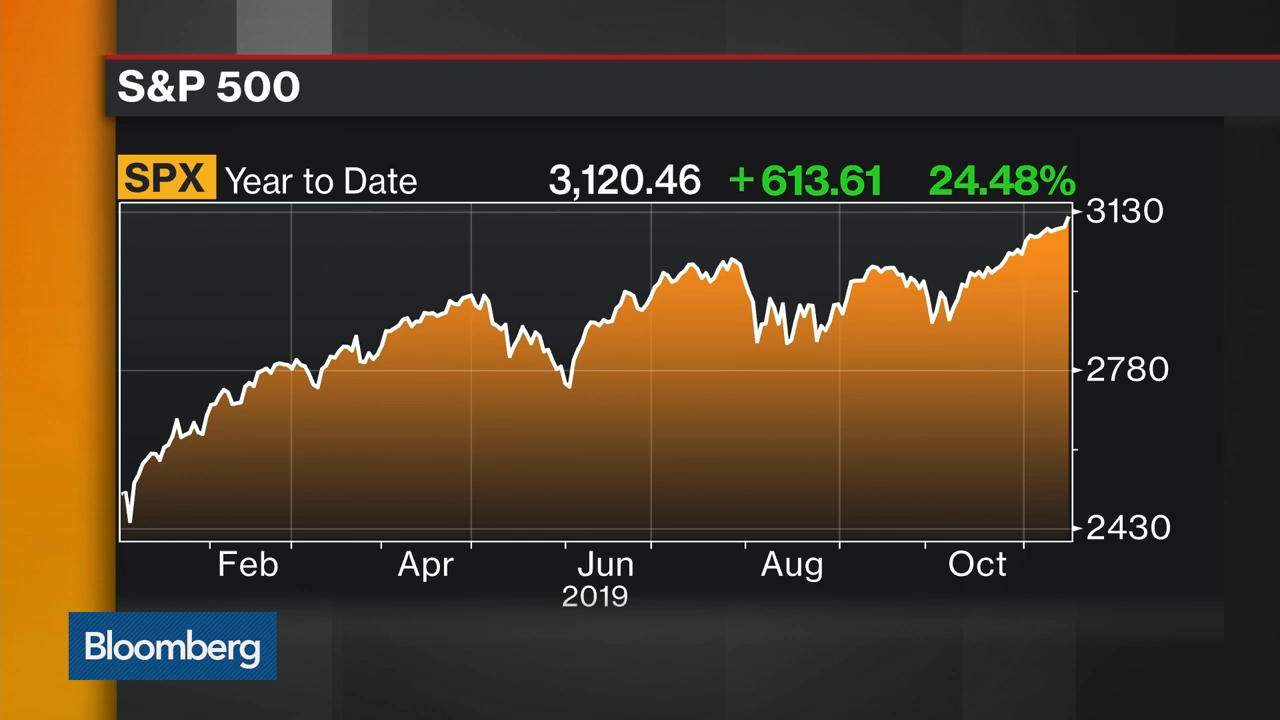 S&P 500
SPX Year to Date 3,120.46 +613.61 24.48%
3130
2780
2430
Feb Apr Jun Aug Oct
2019
Bloomberg